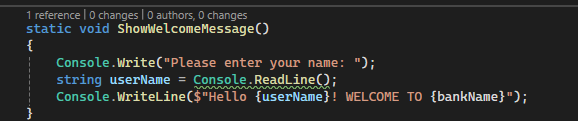 1 reference | 0 changes | 0 authors, 0 changes
static void ShowWelcomeMessage()
{
    Console.Write("Please enter your name: ");
    string userName = Console.ReadLine();
    Console.WriteLine($"Hello {userName}! WELCOME TO {bankName}");
}